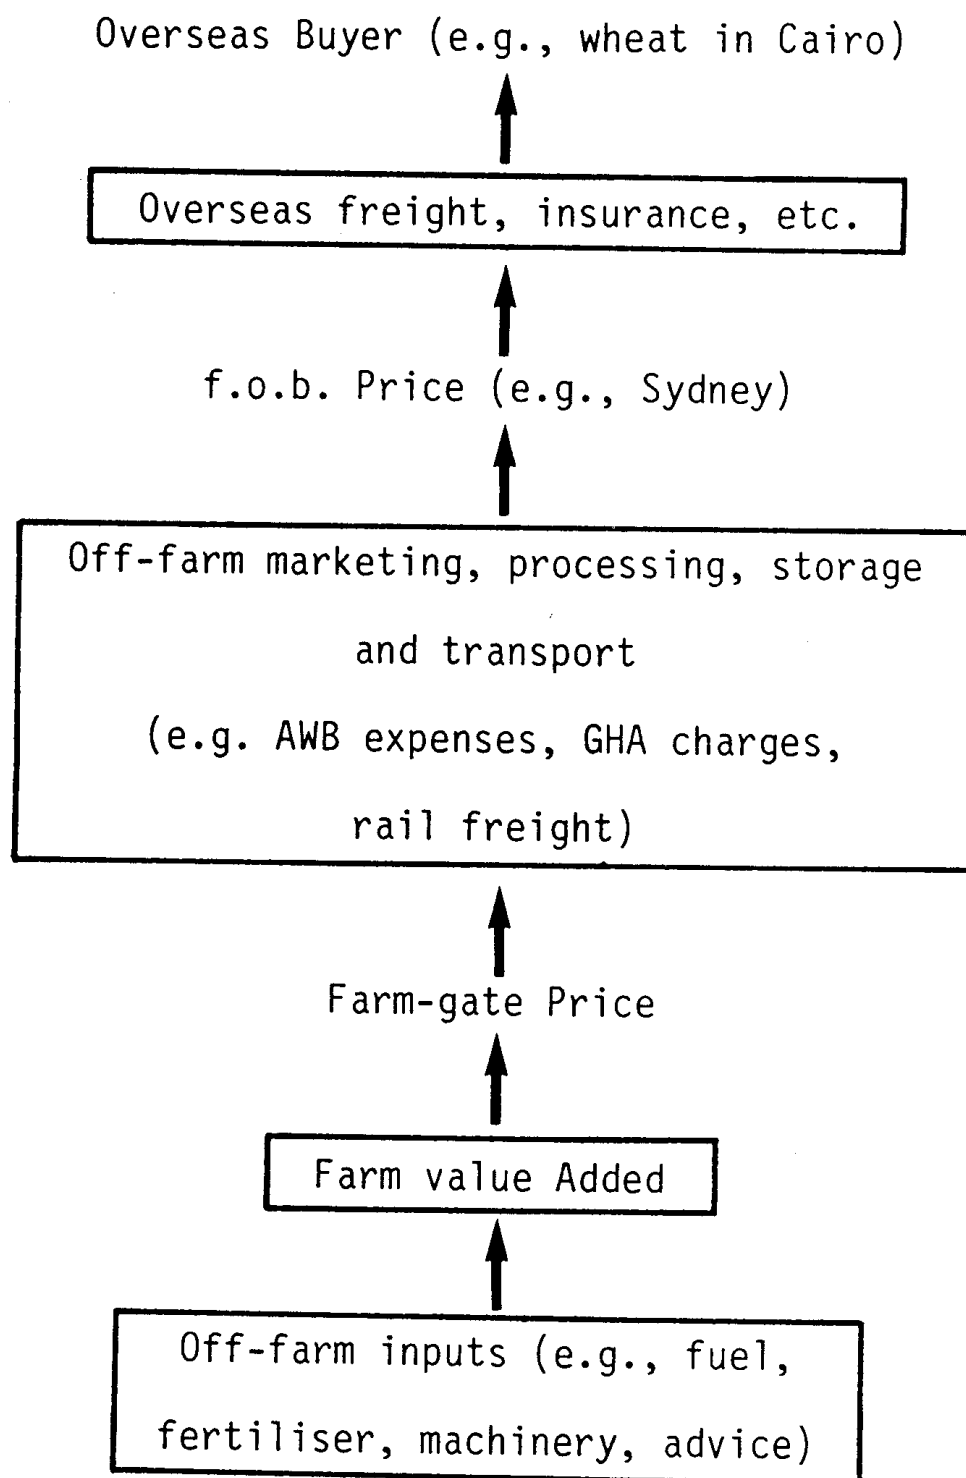 Overseas Buyer (e.g., wheat in Cairo)
Overseas freight, insurance, etc.
f.o.b. Price (e.g., Sydney)
Off-farm marketing, processing, storage
and transport
(e.g. AWB expenses, GHA charges,
rail freight)
Farm-gate Price
Farm value Added
Off-farm inputs (e.g., fuel,
fertiliser, machinery, advice)